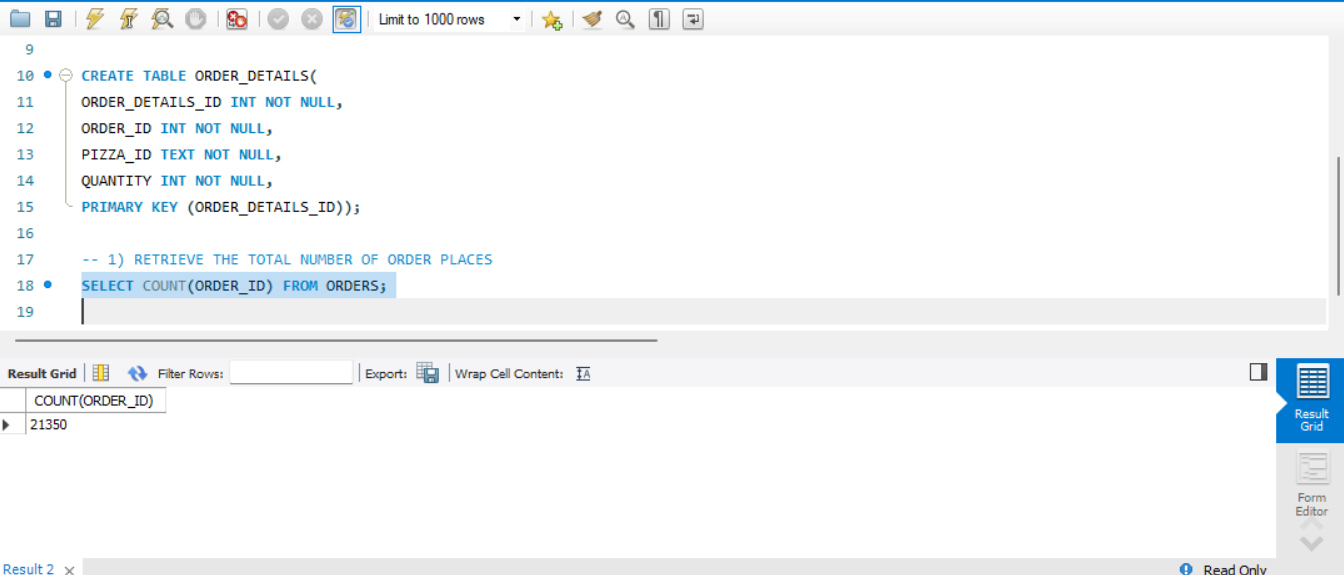 Limit to 1000 rows
9
10 CREATE TABLE ORDER_DETAILS(
11 ORDER_DETAILS_ID INT NOT NULL,
12 ORDER_ID INT NOT NULL,
13 PIZZA_ID TEXT NOT NULL,
14 QUANTITY INT NOT NULL,
15 PRIMARY KEY (ORDER_DETAILS_ID));
16
17 -- 1) RETRIEVE THE TOTAL NUMBER OF ORDER PLACES
18 SELECT COUNT(ORDER_ID) FROM ORDERS;
19
Result Grid Filter Rows: Export: Wrap Cell Content:
COUNT(ORDER_ID)
21350
Result
Grid
Form
Editor
Result 2 Read Only